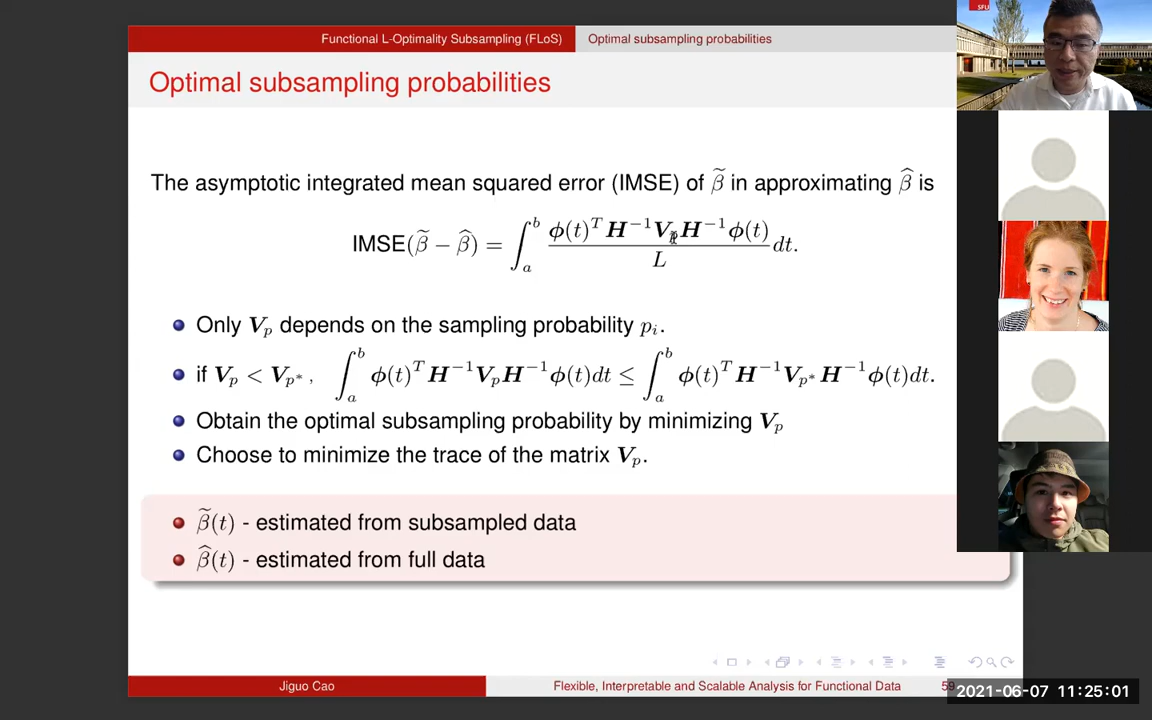 Functional L-Optimality Subsampling (FLoS) Optimal subsampling probabilities
SFU
Optimal subsampling probabilities
The asymptotic integrated mean squared error (IMSE) of β̃ in approximating β̂ is
IMSE(β̃ − β̂) = ∫_a^b ϕ(t)^T H^{−1} V_p H^{−1} ϕ(t) / L dt.
Only V_p depends on the sampling probability p_i.
if V_p < V_{p*}, ∫_a^b ϕ(t)^T H^{−1} V_p H^{−1} ϕ(t)dt ≤ ∫_a^b ϕ(t)^T H^{−1} V_{p*} H^{−1} ϕ(t)dt.
Obtain the optimal subsampling probability by minimizing V_p
Choose to minimize the trace of the matrix V_p.
β̃(t) - estimated from subsampled data
β̂(t) - estimated from full data
Jiguo Cao Flexible, Interpretable and Scalable Analysis for Functional Data
2021-06-07 11:25:01